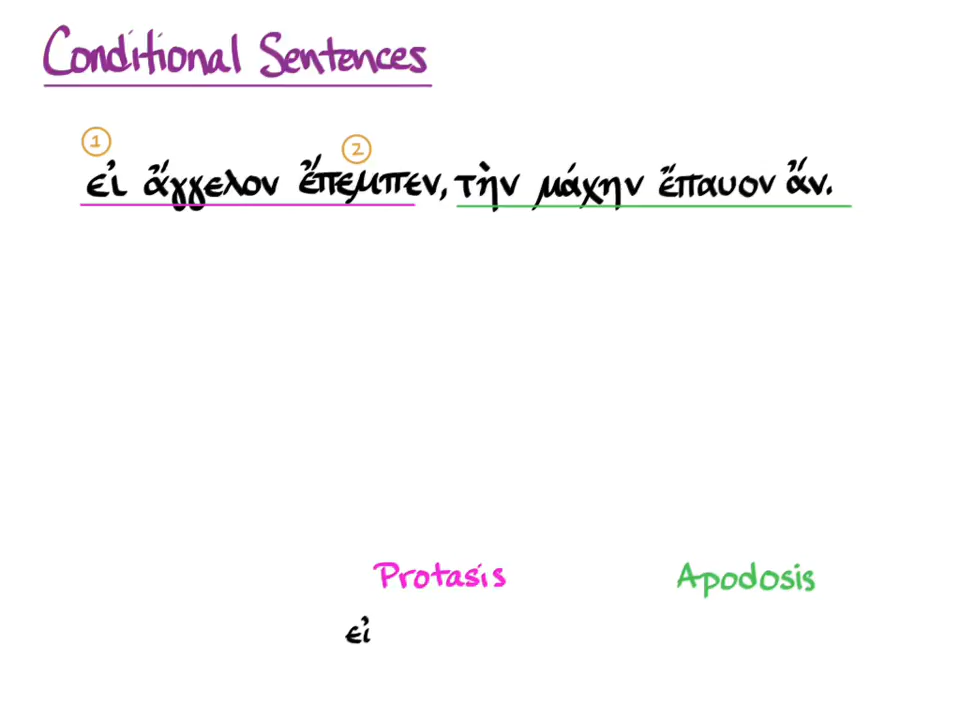 Conditional Sentences
1 2
εἰ ἄγγελον ἔπεμπεν, τὴν μάχην ἔπαυον ἄν.
Protasis Apodosis
εἰ